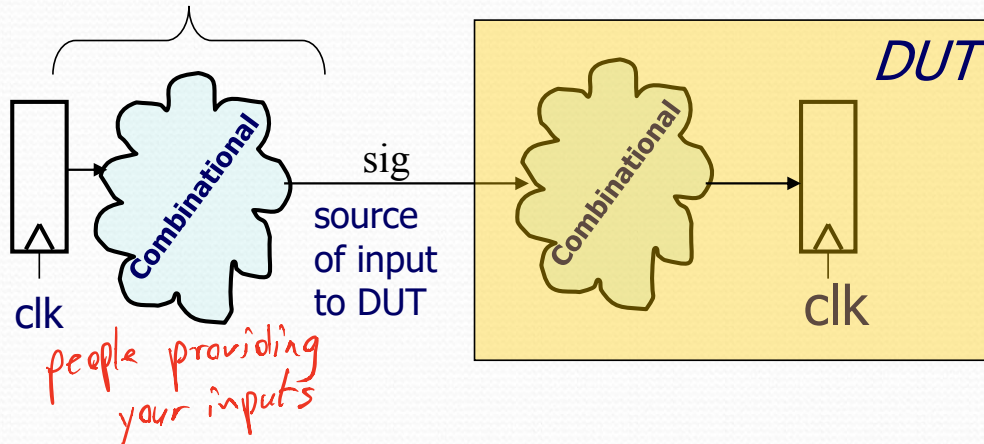 DUT
Combinational
sig
Combinational
source
of input
to DUT
clk
clk
people providing
your inputs